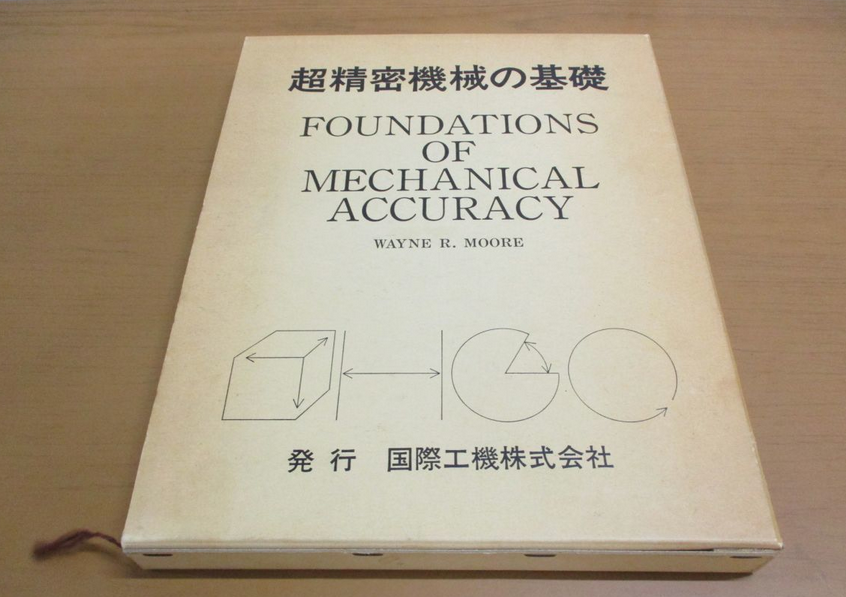 超精密機械の基礎
FOUNDATIONS
OF
MECHANICAL
ACCURACY
WAYNE R. MOORE
発行 国際工機株式会社